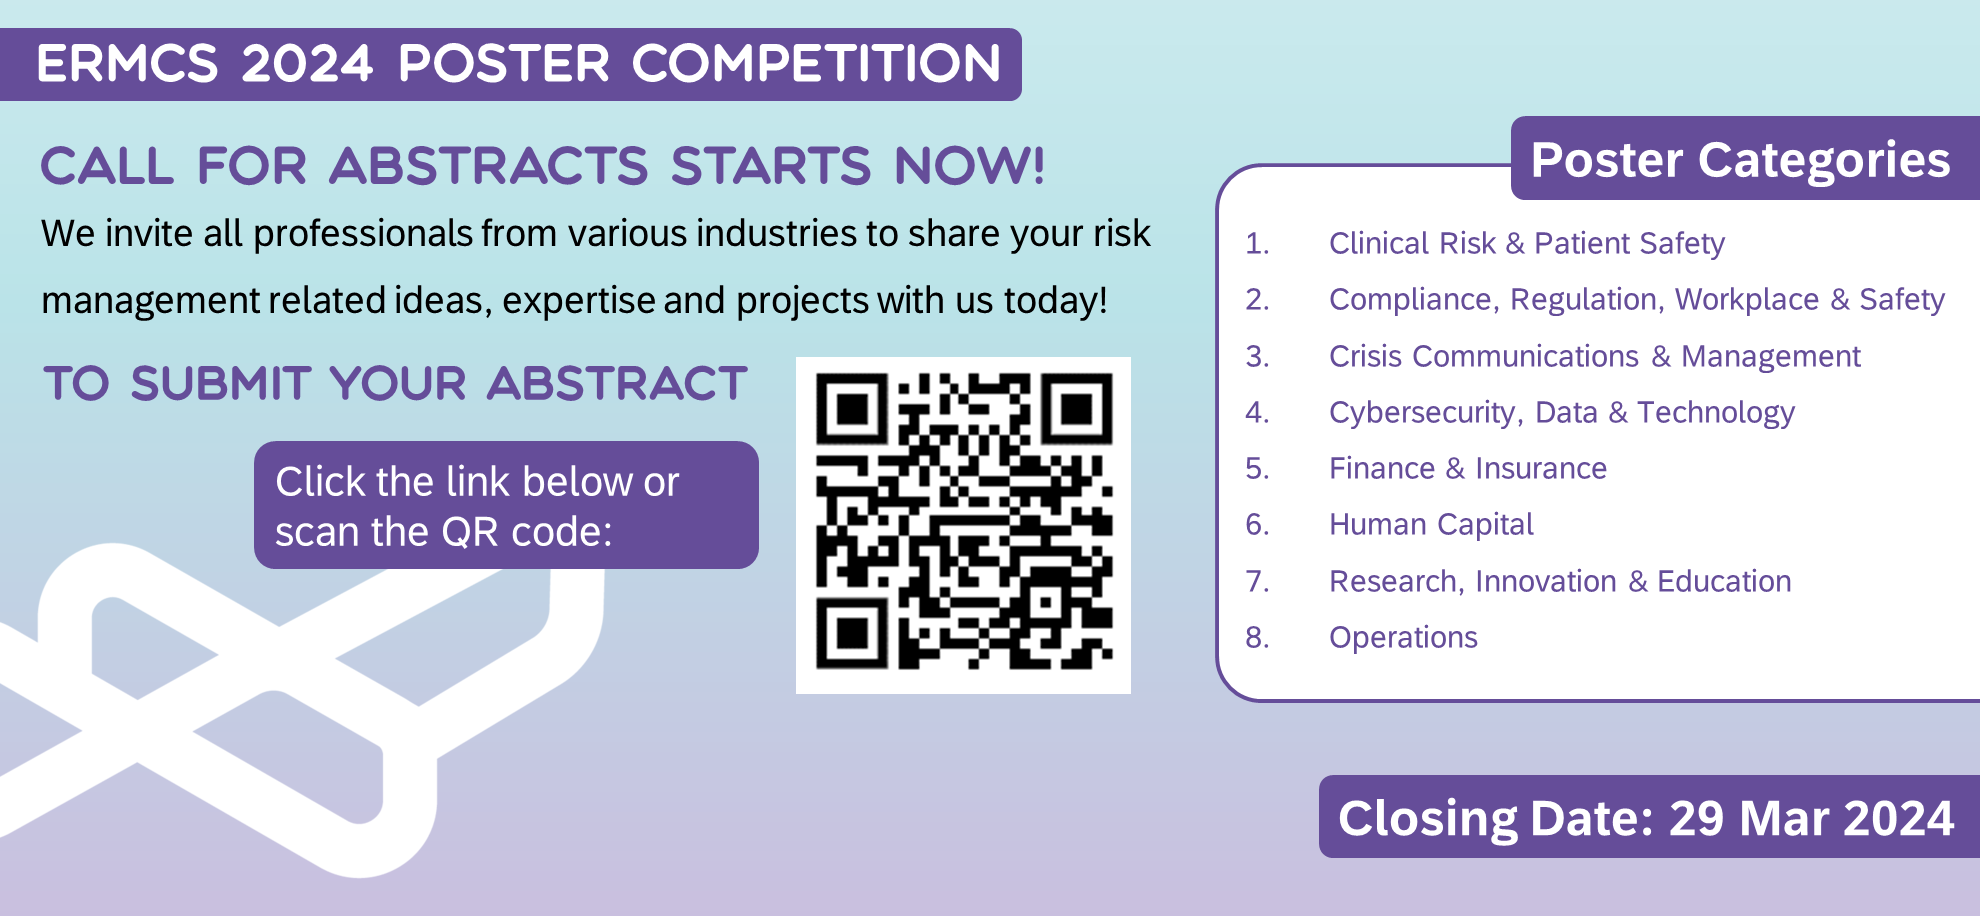 ERMCS 2024 POSTER COMPETITION
CALL FOR ABSTRACTS STARTS NOW!
We invite all professionals from various industries to share your risk
management related ideas, expertise and projects with us today!
TO SUBMIT YOUR ABSTRACT
Click the link below or
scan the QR code:
Poster Categories
1. Clinical Risk & Patient Safety
2. Compliance, Regulation, Workplace & Safety
3. Crisis Communications & Management
4. Cybersecurity, Data & Technology
5. Finance & Insurance
6. Human Capital
7. Research, Innovation & Education
8. Operations
Closing Date: 29 Mar 2024